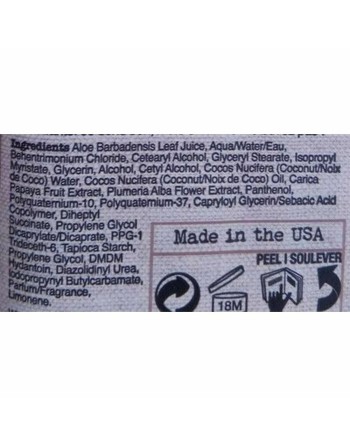 Ingredients Aloe Barbadensis Leaf Juice, Aqua/Water/Eau,
Behentrimonium Chloride, Cetearyl Alcohol, Glyceryl Stearate, Isopropyl
Myristate, Glycerin, Alcohol, Cetyl Alcohol, Cocos Nucifera (Coconut/Noix
de Coco) Water, Cocos Nucifera (Coconut/Noix de Coco) Oil, Carica
Papaya Fruit Extract, Plumeria Alba Flower Extract, Panthenol,
Polyquaternium-10, Polyquaternium-37, Capryloyl Glycerin/Sebacic Acid
Copolymer, Diheptyl
Succinate, Propylene Glycol
Dicaprylate/Dicaprate, PPG-1
Trideceth-6, Tapioca Starch,
Propylene Glycol, DMDM
Hydantoin, Diazolidinyl Urea,
Iodopropynyl Butylcarbamate,
Parfum/Fragrance,
Limonene.
Made in the USA
PEEL | SOULEVER
18M